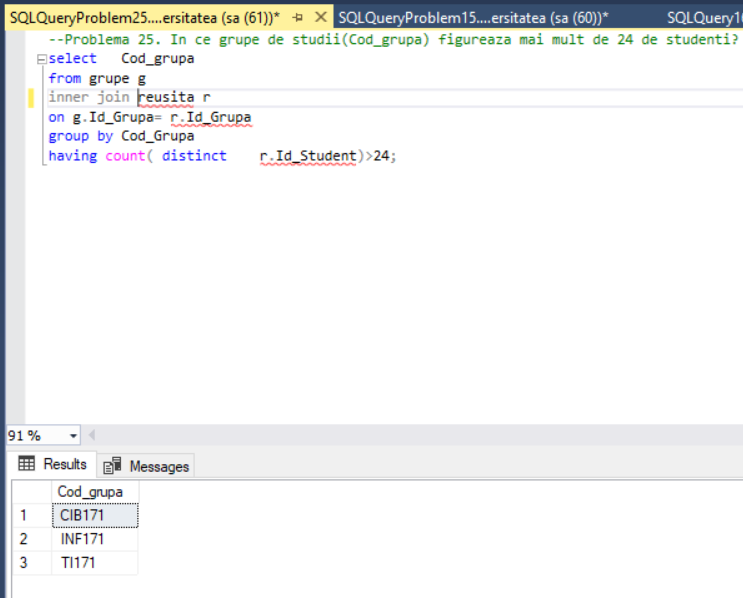 SQLQueryProblem25....ersitatea (sa (61))* SQLQueryProblem15....ersitatea (sa (60))* SQLQuery1
--Problema 25. In ce grupe de studii(Cod_grupa) figureaza mai mult de 24 de studenti?
select Cod_grupa
from grupe g
inner join reusita r
on g.Id_Grupa= r.Id_Grupa
group by Cod_Grupa
having count( distinct r.Id_Student)>24;
91 %
Results Messages
Cod_grupa
1 CIB171
2 INF171
3 TI171